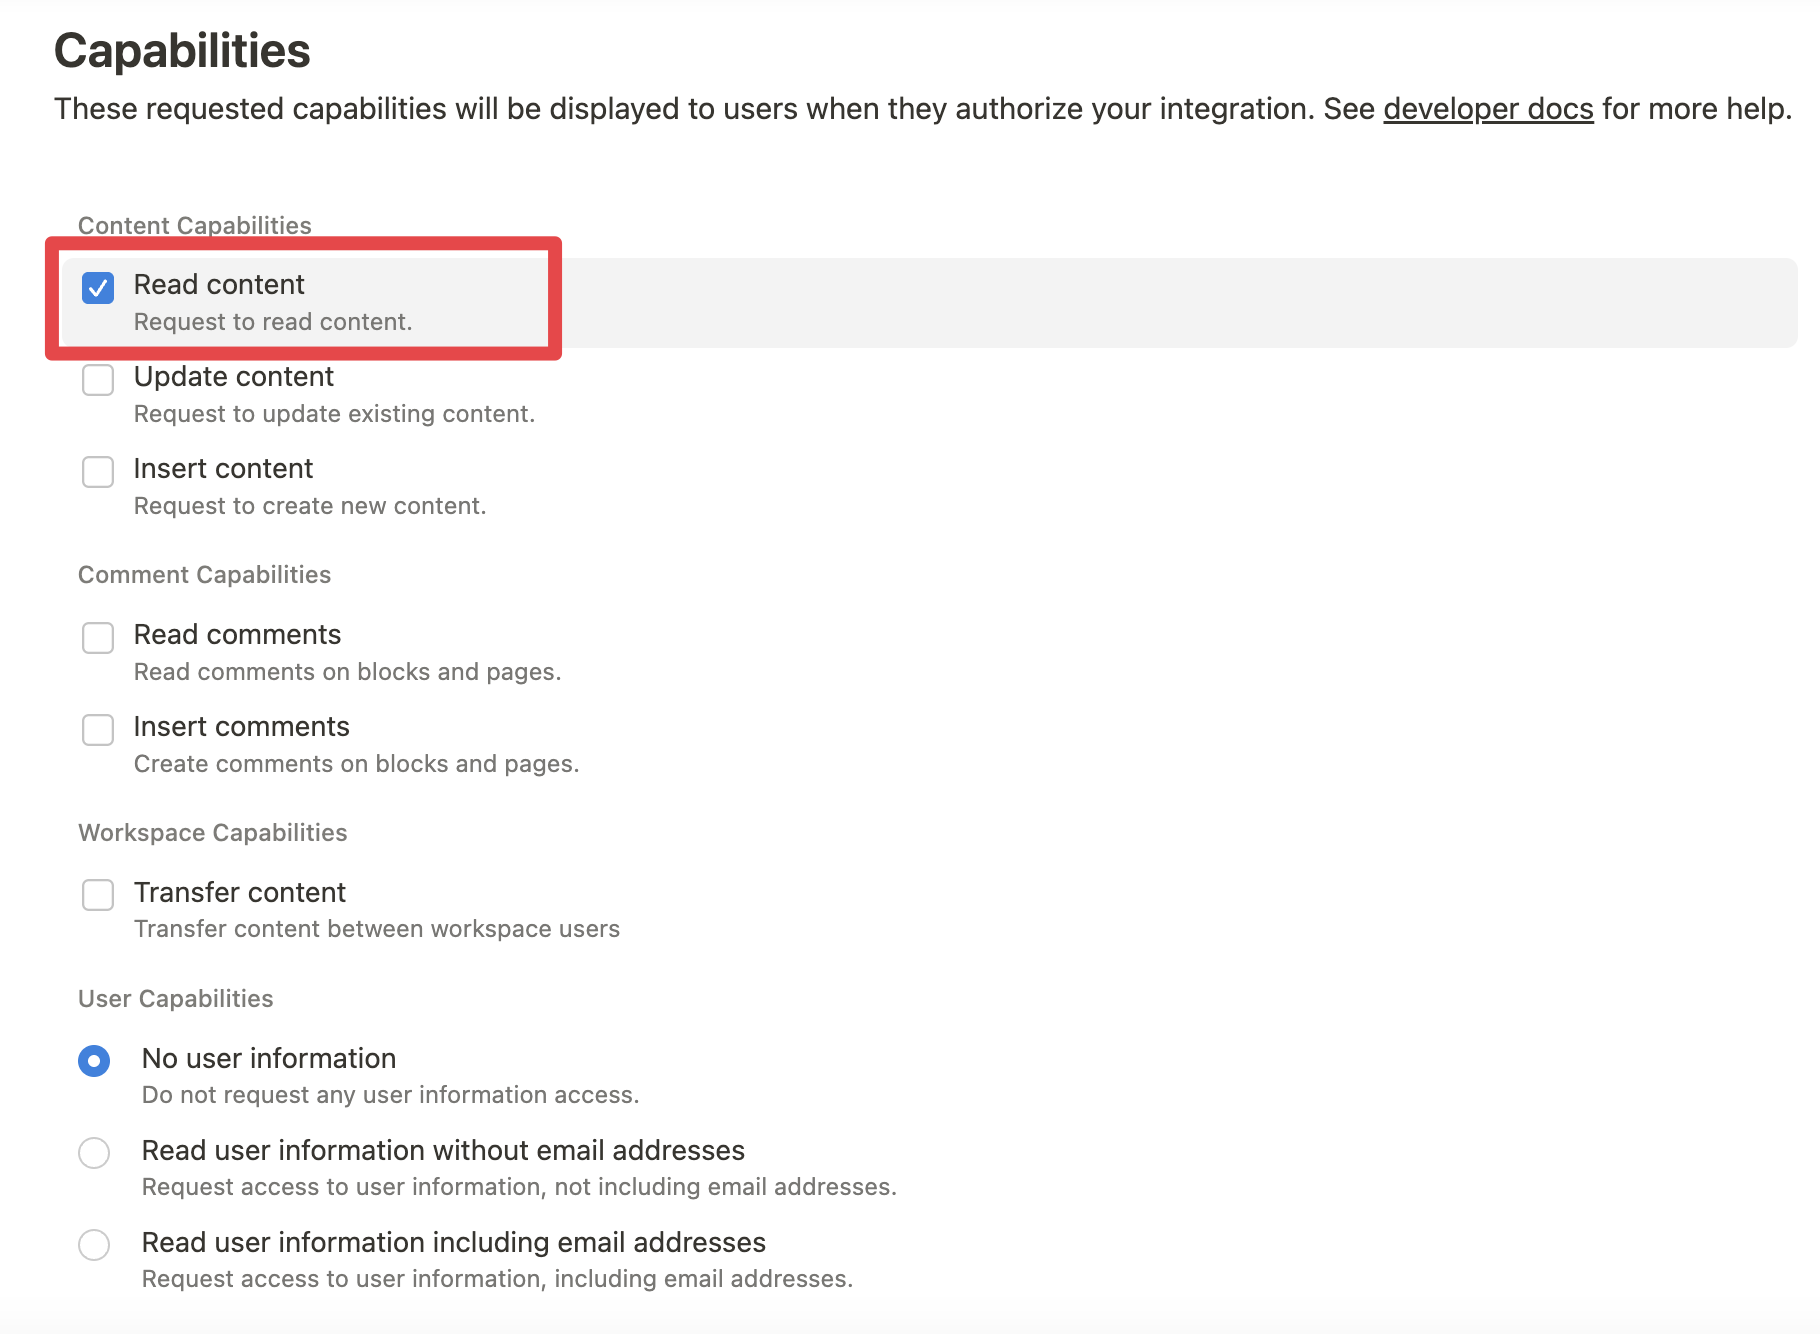 Capabilities
These requested capabilities will be displayed to users when they authorize your integration. See developer docs for more help.
Content Capabilities
Read content
Request to read content.
Update content
Request to update existing content.
Insert content
Request to create new content.
Comment Capabilities
Read comments
Read comments on blocks and pages.
Insert comments
Create comments on blocks and pages.
Workspace Capabilities
Transfer content
Transfer content between workspace users
User Capabilities
No user information
Do not request any user information access.
Read user information without email addresses
Request access to user information, not including email addresses.
Read user information including email addresses
Request access to user information, including email addresses.